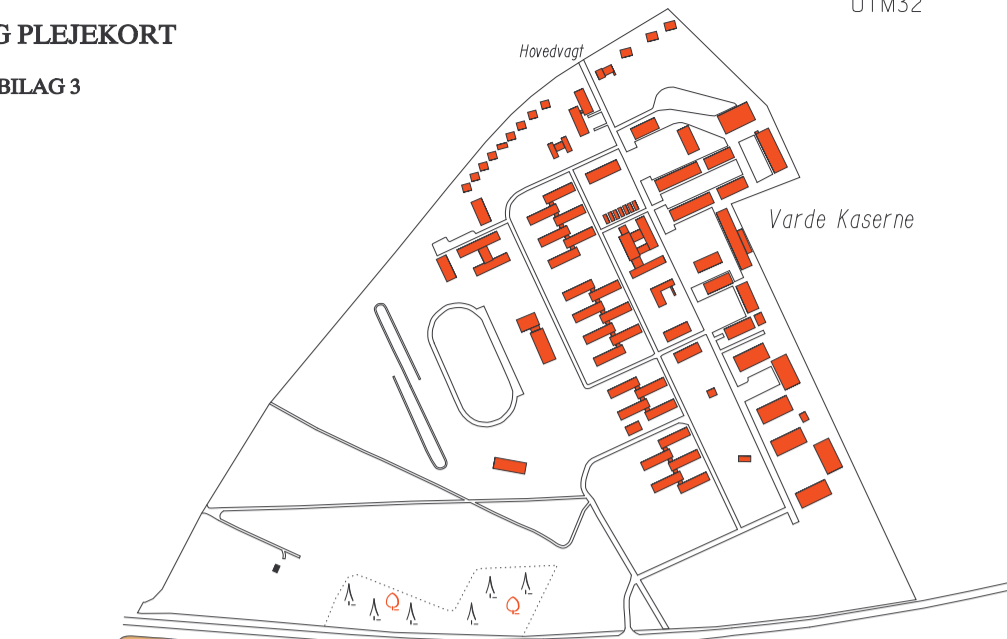 G PLEJEKORT
UTM32
Hovedvagt
BILAG 3
Varde Kaserne